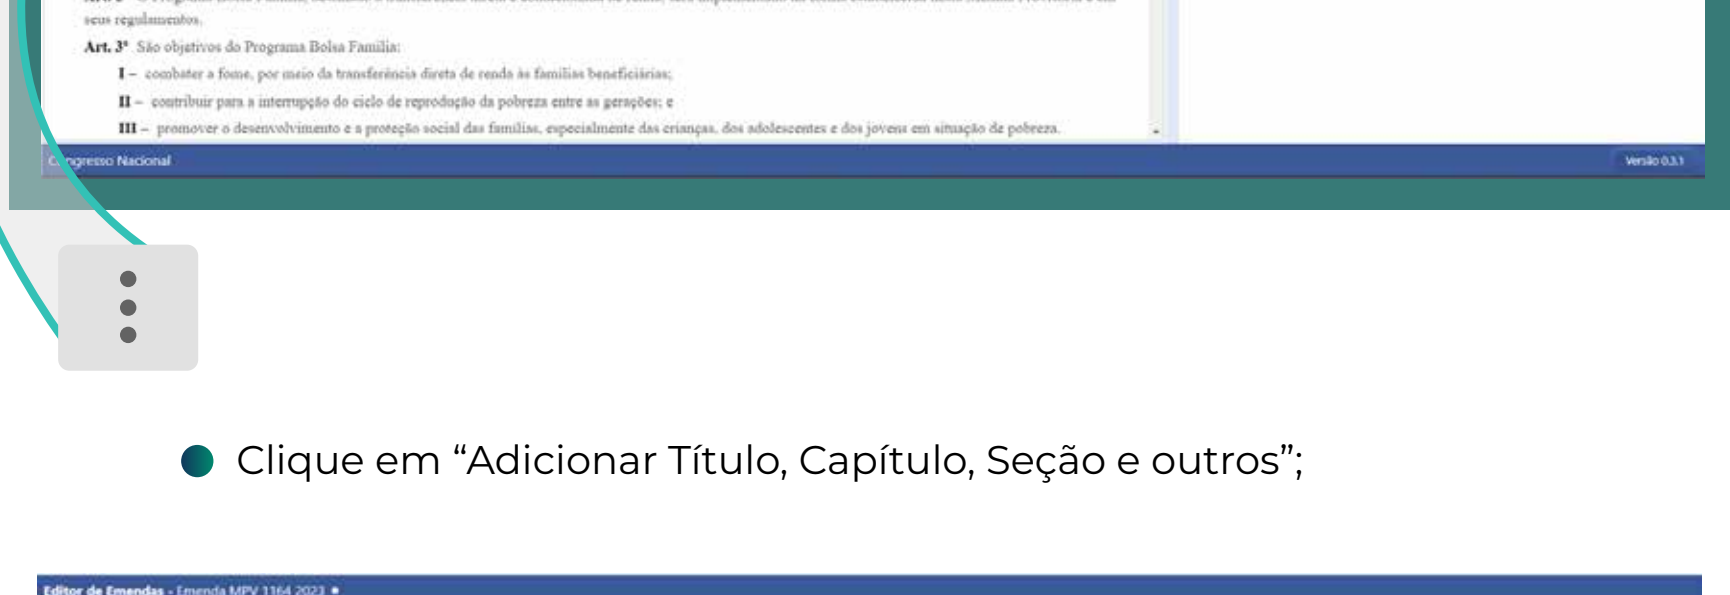 seus regulamentos.
Art. 3º São objetivos do Programa Bolsa Família:
I – combater a fome, por meio da transferência direta de renda às famílias beneficiárias;
II – contribuir para a interrupção do ciclo de reprodução da pobreza entre as gerações; e
III – promover o desenvolvimento e a proteção social das famílias, especialmente das crianças, dos adolescentes e dos jovens em situação de pobreza.
Congresso Nacional
Versão 0.3.1
Clique em “Adicionar Título, Capítulo, Seção e outros”;
Editor de Emendas - Emenda MPV 1164 2023